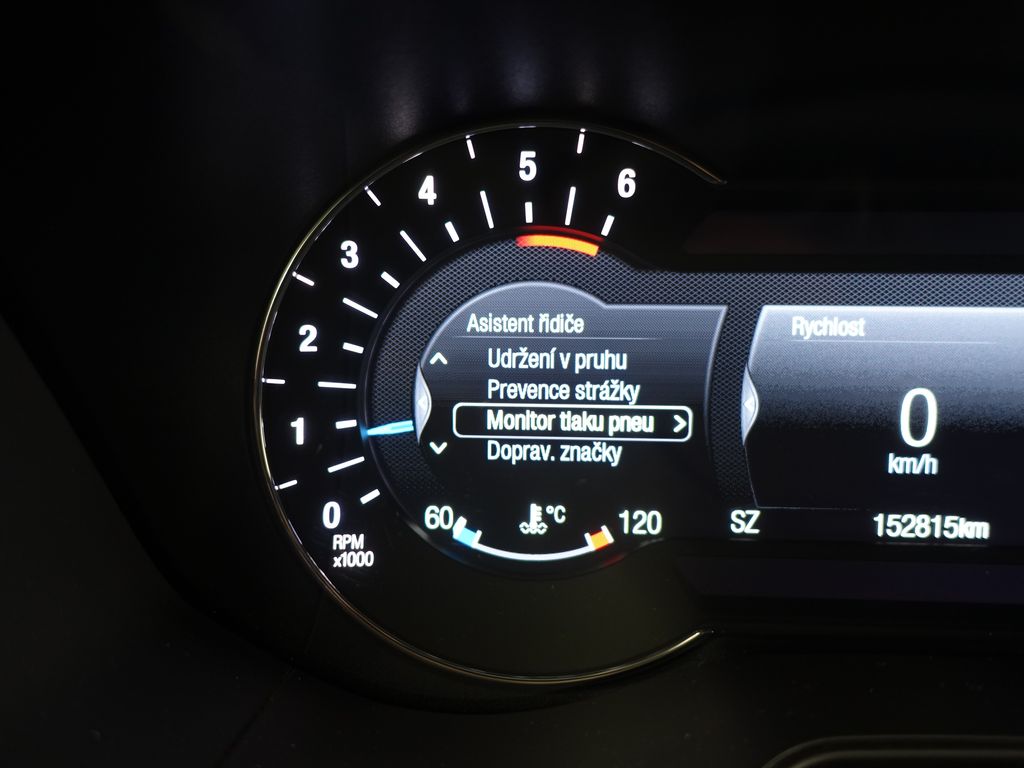 6
5
4
3
2
1
0
RPM
x1000
Asistent řidiče
Udržení v pruhu
Prevence strážky
Monitor tlaku pneu >
Doprav. značky
60 °C 120
Rychlost
0
km/h
SZ 152815km